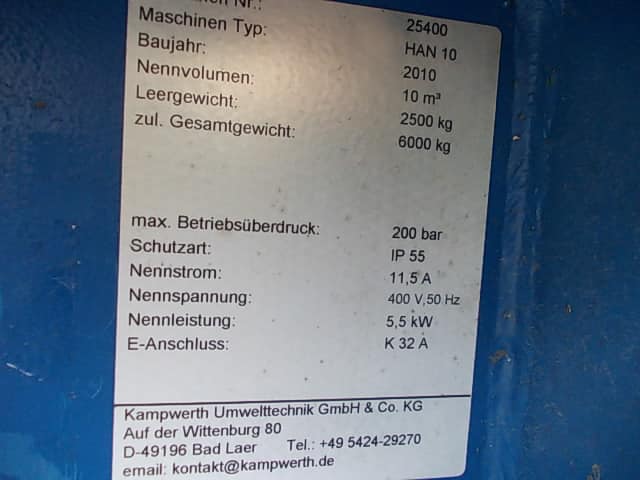 Nr.: 25400
Maschinen Typ: HAN 10
Baujahr: 2010
Nennvolumen: 10 m³
Leergewicht: 2500 kg
zul. Gesamtgewicht: 6000 kg
max. Betriebsüberdruck: 200 bar
Schutzart: IP 55
Nennstrom: 11,5 A
Nennspannung: 400 V,50 Hz
Nennleistung: 5,5 kW
E-Anschluss: K 32 A
Kampwerth Umwelttechnik GmbH & Co. KG
Auf der Wittenburg 80
D-49196 Bad Laer Tel.: +49 5424-29270
email: kontakt@kampwerth.de